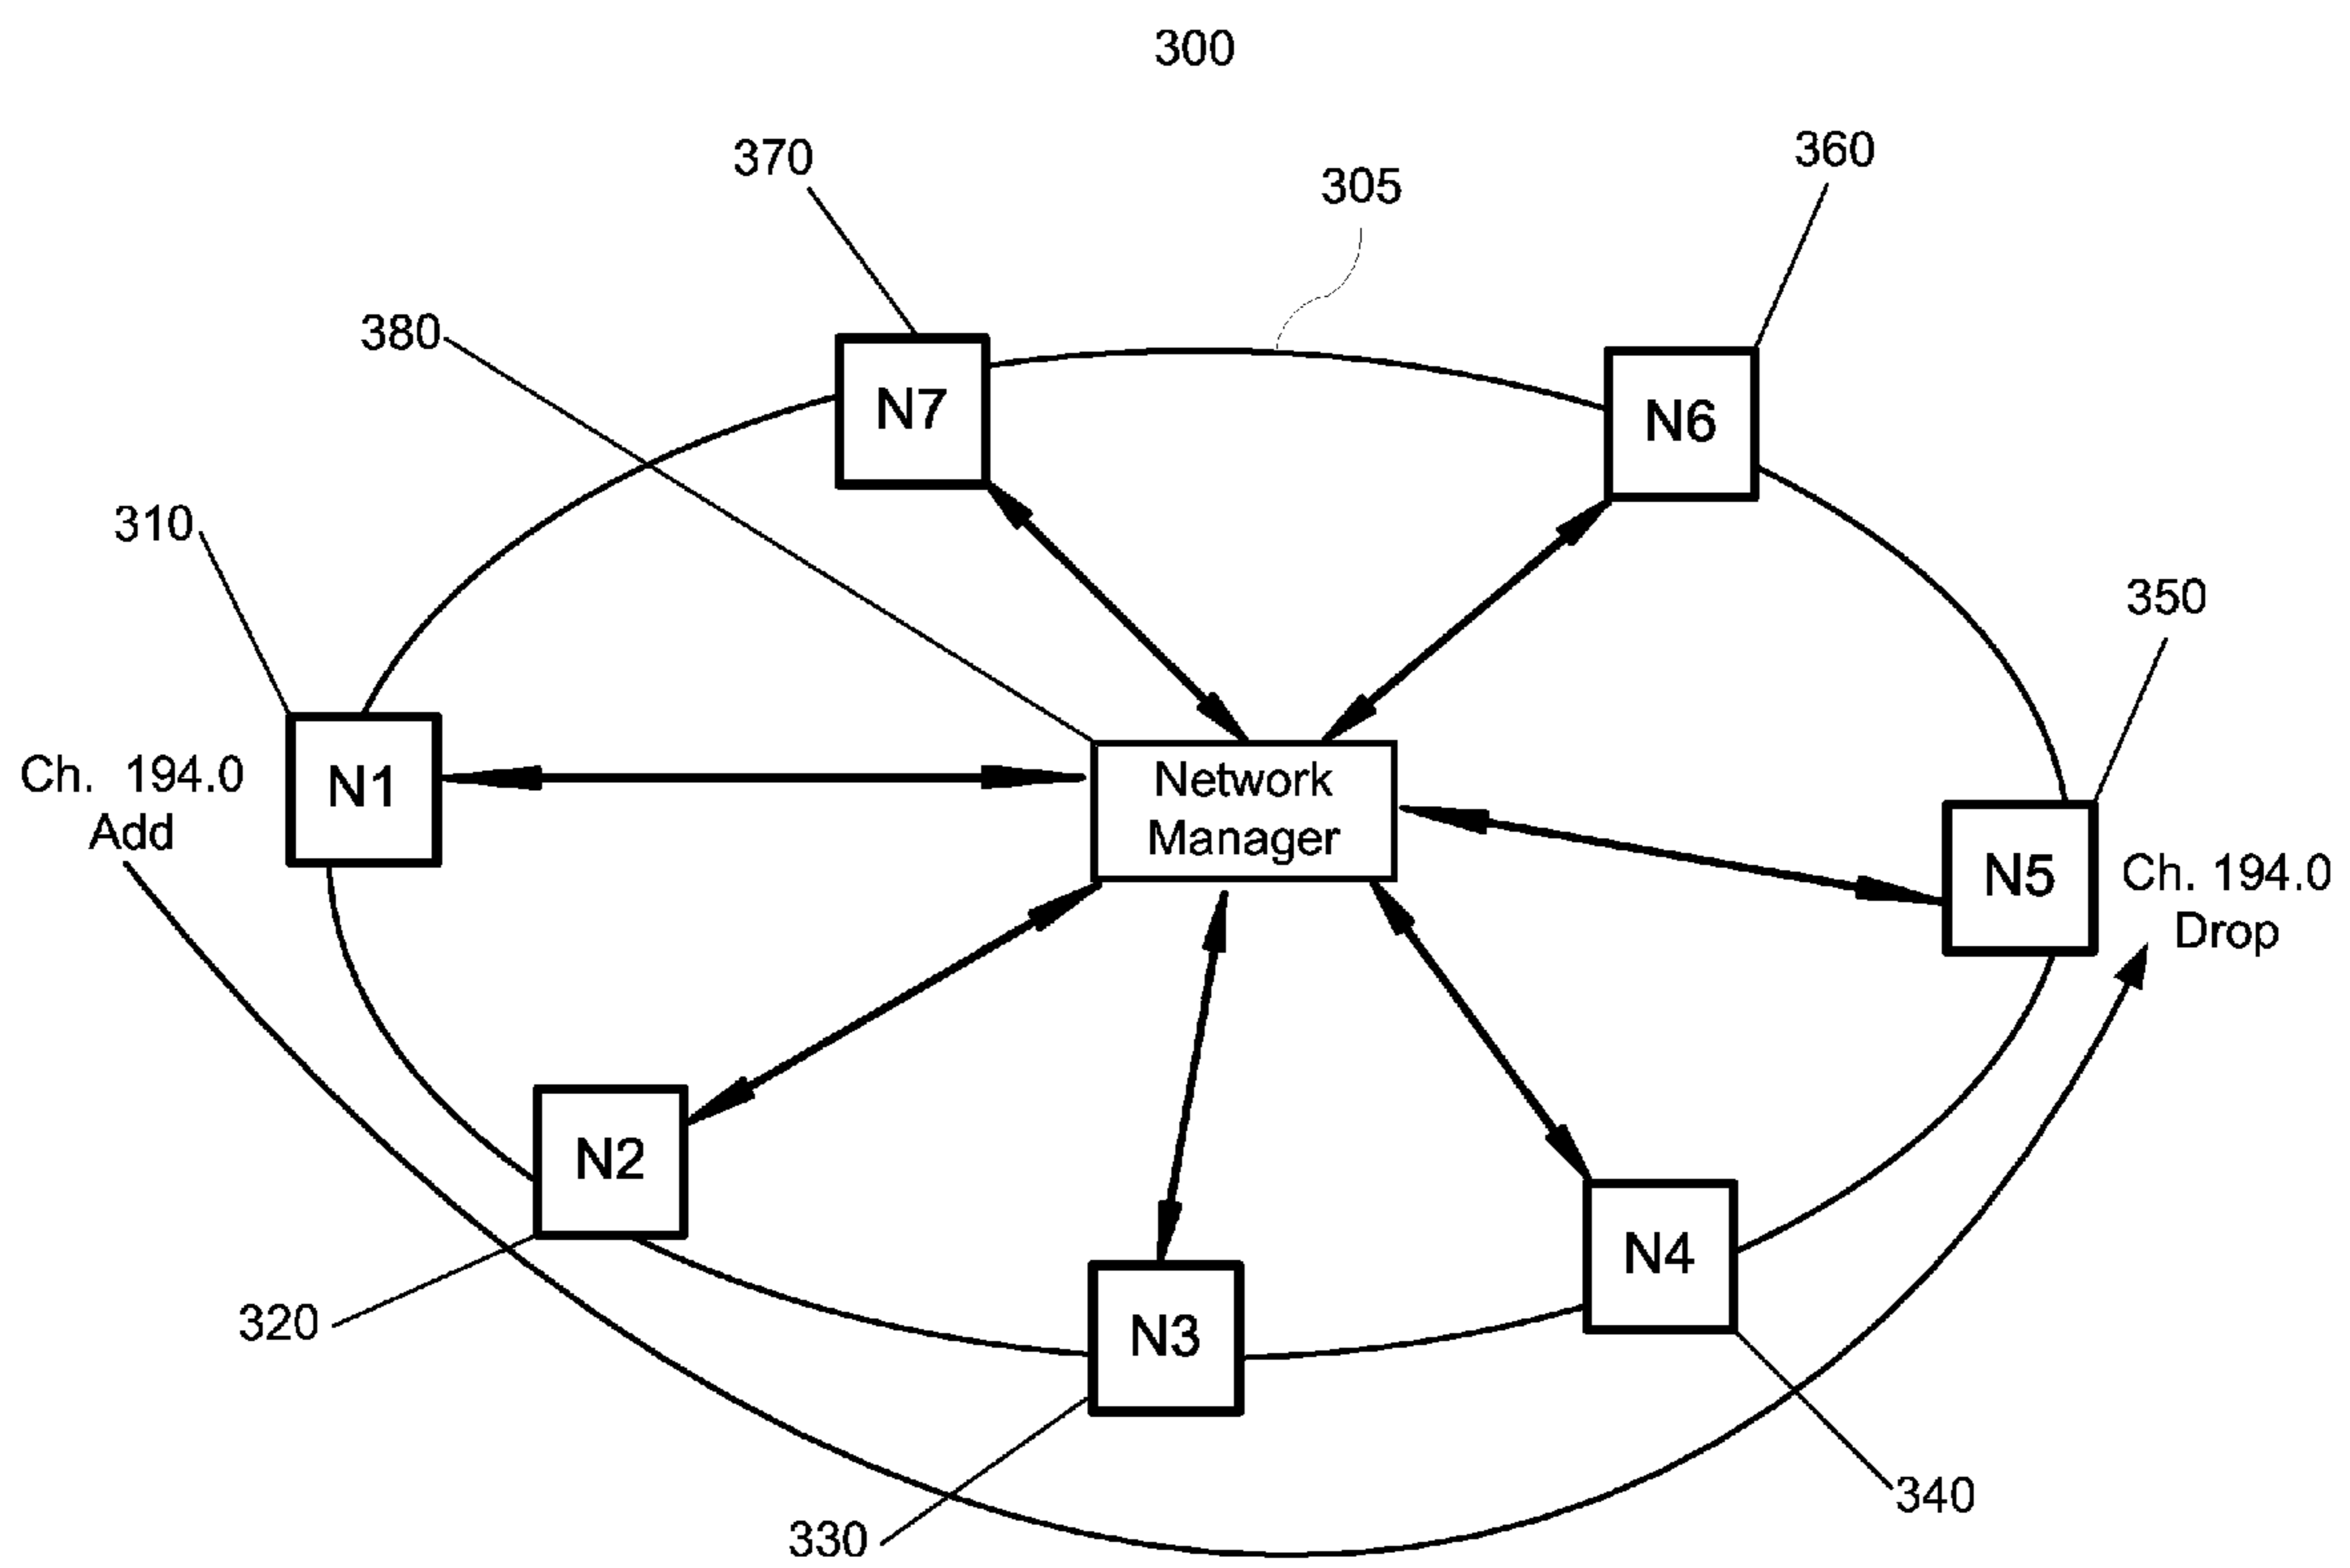 300
370
360
305
380
N7
N6
310
350
N1
Ch. 194.0
Add
Network
Manager
N5
Ch. 194.0
Drop
N2
N4
320
N3
340
330